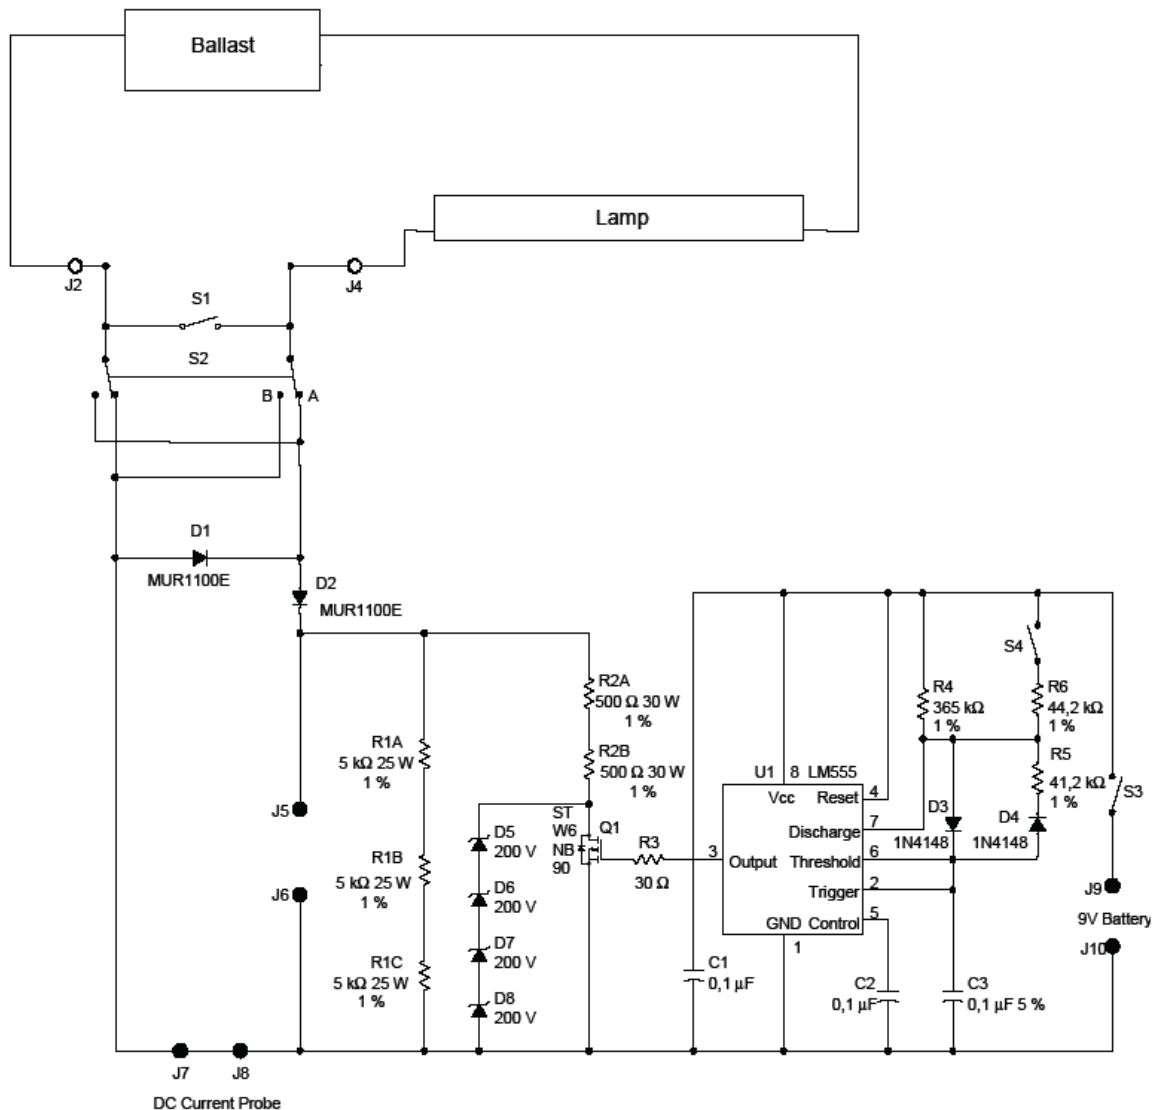 Ballast
Lamp
J2
J4
S1
S2
B
A
D1
MUR1100E
D2
MUR1100E
S4
R2A
500 Ω 30 W
1 %
R4
365 kΩ
1 %
R6
44,2 kΩ
1 %
R1A
5 kΩ 25 W
1 %
R2B
500 Ω 30 W
1 %
R5
41,2 kΩ
1 %
U1
8
LM555
Vcc
Reset
4
S3
J5
ST
W6
NB
90
Q1
D5
200 V
R3
30 Ω
3
Output
Discharge
7
Threshold
6
Trigger
2
GND
Control
5
1
D3
1N4148
D4
1N4148
R1B
5 kΩ 25 W
1 %
J6
D6
200 V
J9
9V Battery
J10
D7
200 V
R1C
5 kΩ 25 W
1 %
D8
200 V
C1
0,1 µF
C2
0,1 µF
C3
0,1 µF 5 %
J7
J8
DC Current Probe